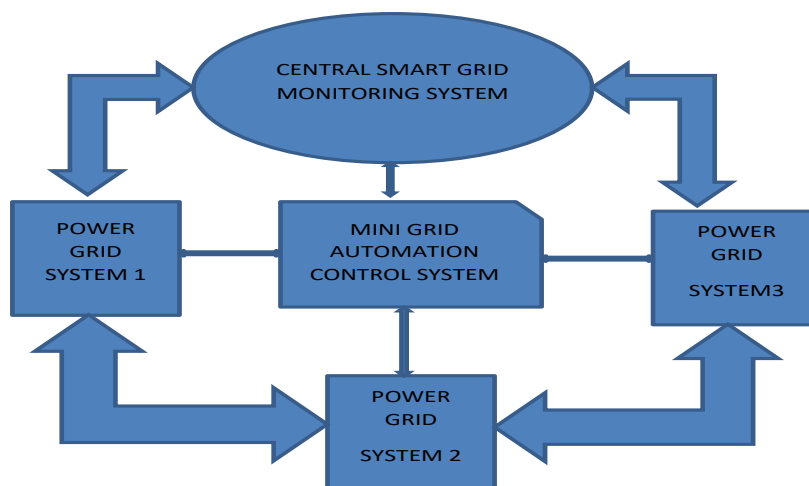 CENTRAL SMART GRID
MONITORING SYSTEM
POWER
GRID
SYSTEM 1
MINI GRID
AUTOMATION
CONTROL SYSTEM
POWER
GRID
SYSTEM3
POWER
GRID
SYSTEM 2